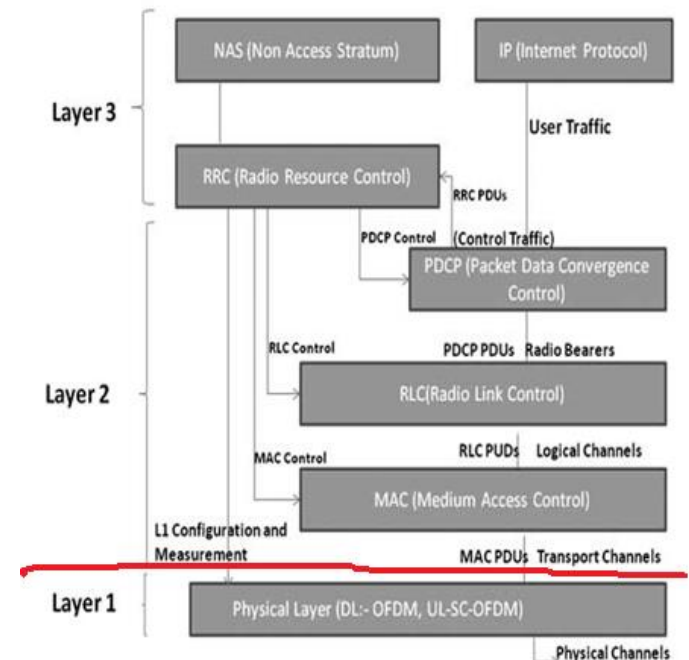 NAS (Non Access Stratum)
IP (Internet Protocol)
Layer 3
User Traffic
RRC (Radio Resource Control)
RRC PDUs
PDCP Control
(Control Traffic)
PDCP (Packet Data Convergence
Control)
RLC Control
PDCP PDUs Radio Bearers
Layer 2
RLC(Radio Link Control)
RLC PUDs Logical Channels
MAC Control
MAC (Medium Access Control)
L1 Configuration and
Measurement
MAC PDUs Transport Channels
Layer 1
Physical Layer (DL:- OFDM, UL-SC-OFDM)
Physical Channels